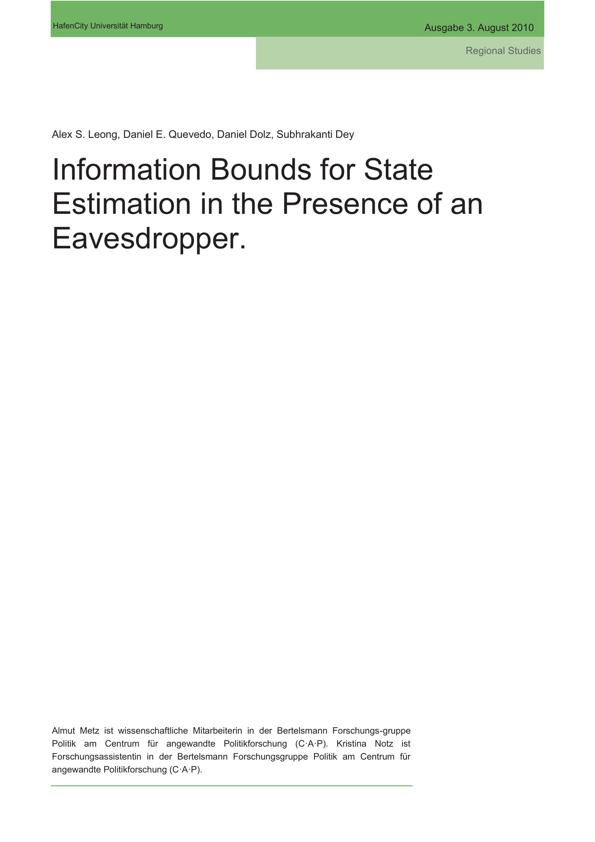 HafenCity Universität Hamburg
Ausgabe 3. August 2010
Regional Studies
Alex S. Leong, Daniel E. Quevedo, Daniel Dolz, Subhrakanti Dey
Information Bounds for State
Estimation in the Presence of an
Eavesdropper.
Almut Metz ist wissenschaftliche Mitarbeiterin in der Bertelsmann Forschungs-gruppe
Politik am Centrum für angewandte Politikforschung (C·A·P). Kristina Notz ist
Forschungsassistentin in der Bertelsmann Forschungsgruppe Politik am Centrum für
angewandte Politikforschung (C·A·P).